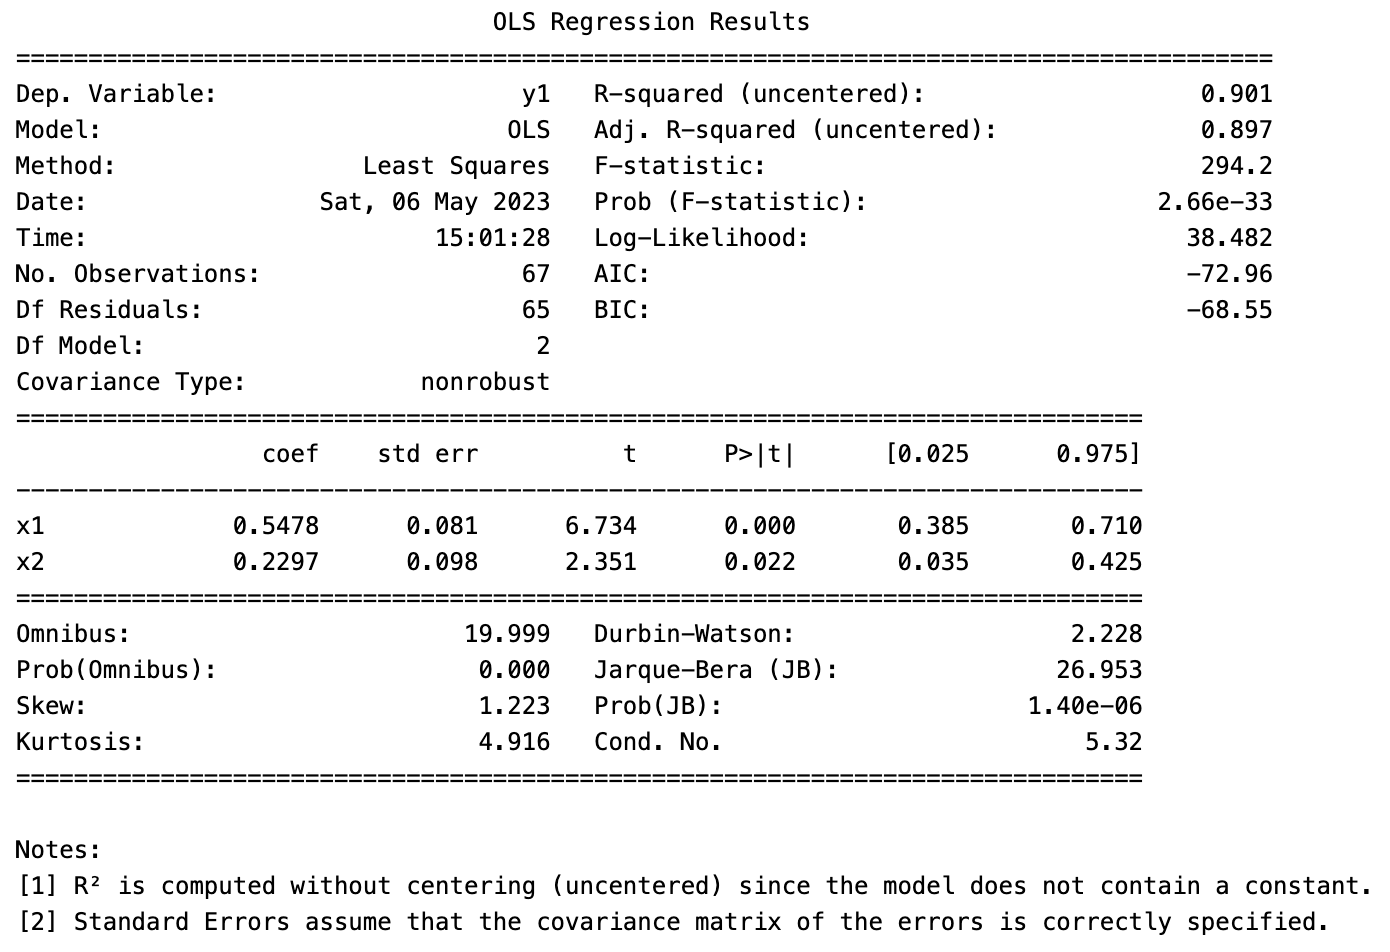 OLS Regression Results
==============================================================================
Dep. Variable: y1 R-squared (uncentered): 0.901
Model: OLS Adj. R-squared (uncentered): 0.897
Method: Least Squares F-statistic: 294.2
Date: Sat, 06 May 2023 Prob (F-statistic): 2.66e-33
Time: 15:01:28 Log-Likelihood: 38.482
No. Observations: 67 AIC: -72.96
Df Residuals: 65 BIC: -68.55
Df Model: 2
Covariance Type: nonrobust
==============================================================================
coef std err t P>|t| [0.025 0.975]
------------------------------------------------------------------------------
x1 0.5478 0.081 6.734 0.000 0.385 0.710
x2 0.2297 0.098 2.351 0.022 0.035 0.425
==============================================================================
Omnibus: 19.999 Durbin-Watson: 2.228
Prob(Omnibus): 0.000 Jarque-Bera (JB): 26.953
Skew: 1.223 Prob(JB): 1.40e-06
Kurtosis: 4.916 Cond. No. 5.32
==============================================================================
Notes:
[1] R² is computed without centering (uncentered) since the model does not contain a constant.
[2] Standard Errors assume that the covariance matrix of the errors is correctly specified.